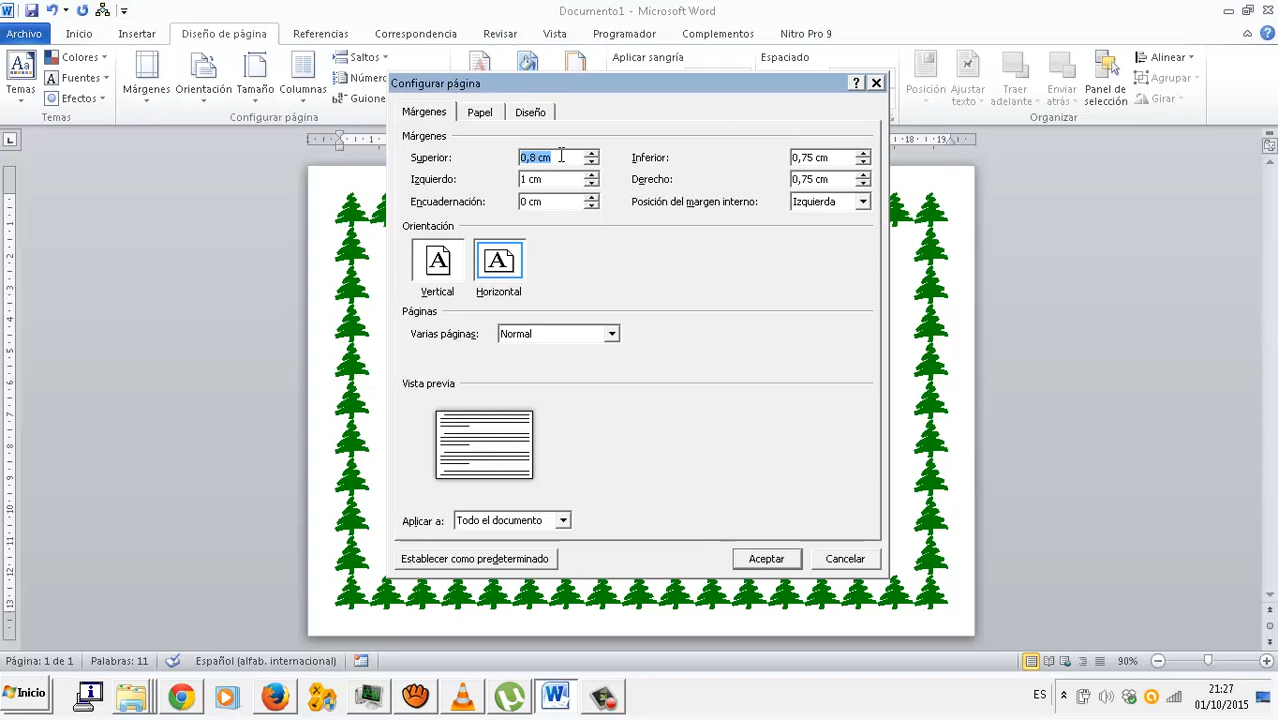 Documento1 - Microsoft Word
Archivo Inicio Insertar Diseño de página Referencias Correspondencia Revisar Vista Programador Complementos Nitro Pro 9
Colores
Fuentes
Efectos
Temas
Márgenes Orientación Tamaño Columnas
Saltos
Aplicar sangría Espaciado
Posición Ajustar texto Traer adelante Enviar atrás Panel de selección
Alinear
Agrupar
Girar
Temas Configurar página Organizar
Configurar página
Márgenes Papel Diseño
Márgenes
Superior: 0,8 cm Inferior: 0,75 cm
Izquierdo: 1 cm Derecho: 0,75 cm
Encuadernación: 0 cm Posición del margen interno: Izquierda
Orientación
A A
Vertical Horizontal
Páginas
Varias páginas: Normal
Vista previa
Aplicar a: Todo el documento
Establecer como predeterminado Aceptar Cancelar
Página: 1 de 1 Palabras: 11 Español (alfab. internacional) 90%
Inicio ES 21:27
01/10/2015